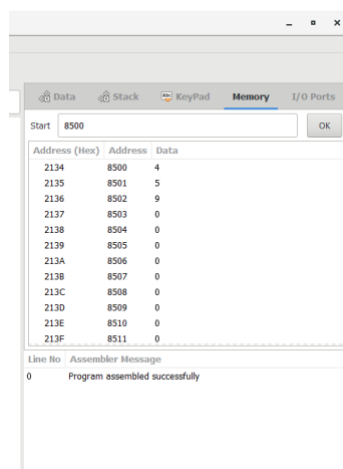 Data Stack KeyPad Memory I/O Ports
Start 8500 OK
Address (Hex) Address Data
2134 8500 4
2135 8501 5
2136 8502 9
2137 8503 0
2138 8504 0
2139 8505 0
213A 8506 0
213B 8507 0
213C 8508 0
213D 8509 0
213E 8510 0
213F 8511 0
Line No Assembler Message
0 Program assembled successfully